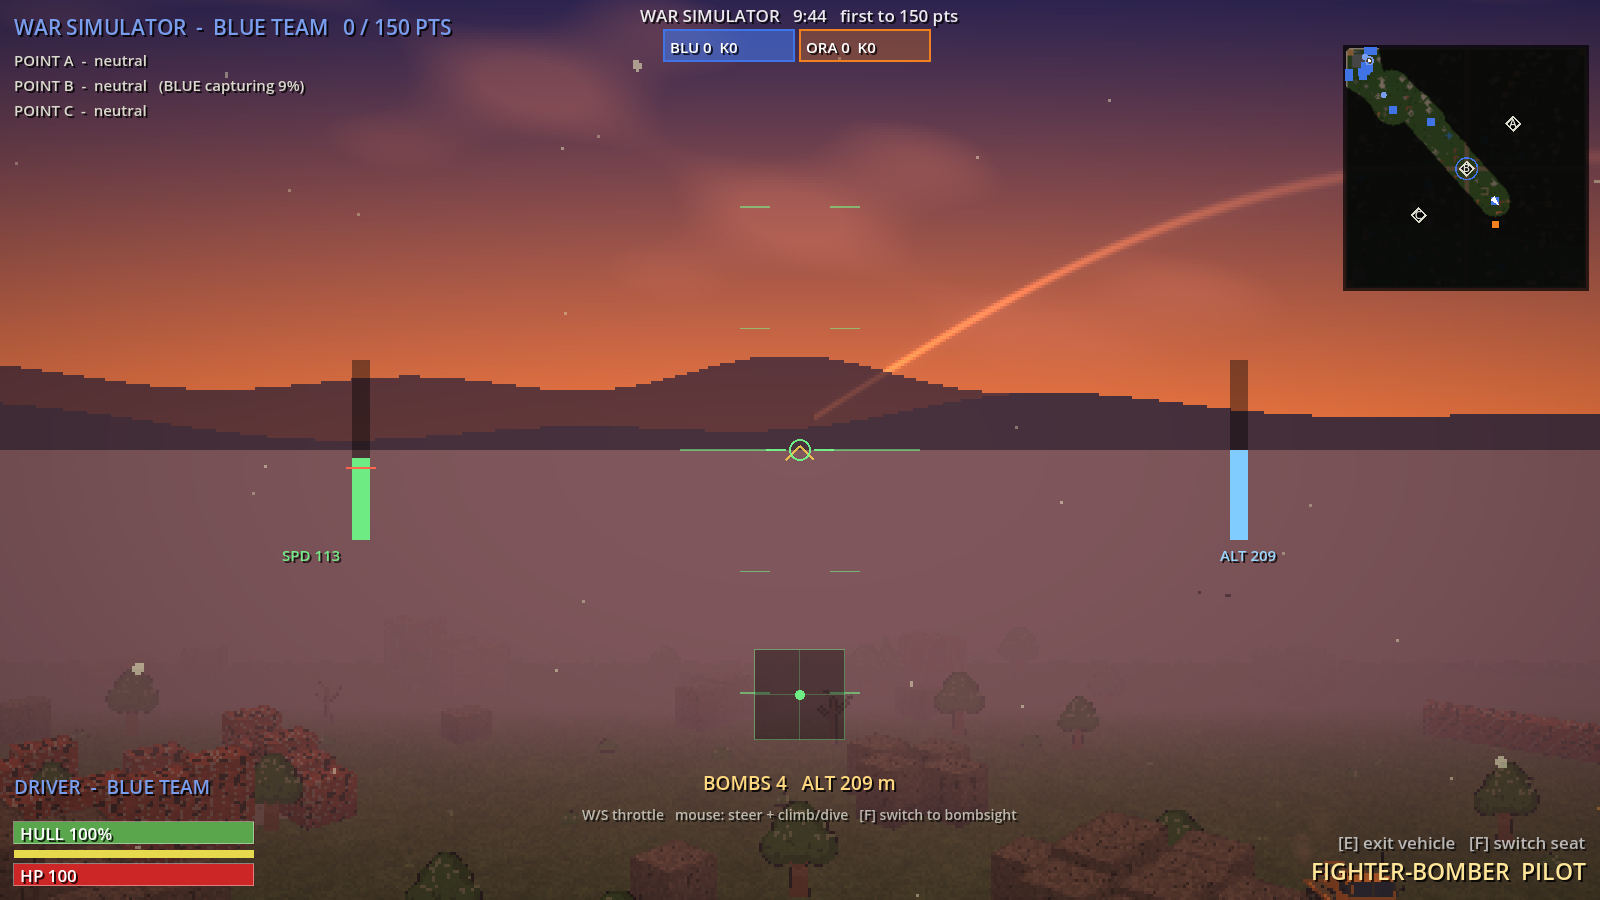 WAR SIMULATOR - BLUE TEAM 0 / 150 PTS
POINT A - neutral
POINT B - neutral (BLUE capturing 9%)
POINT C - neutral
WAR SIMULATOR 9:44 first to 150 pts
BLU 0 K0
ORA 0 K0
A
B
C
SPD 113
ALT 209
BOMBS 4 ALT 209 m
W/S throttle mouse: steer + climb/dive [F] switch to bombsight
DRIVER - BLUE TEAM
HULL 100%
HP 100
[E] exit vehicle [F] switch seat
FIGHTER-BOMBER PILOT